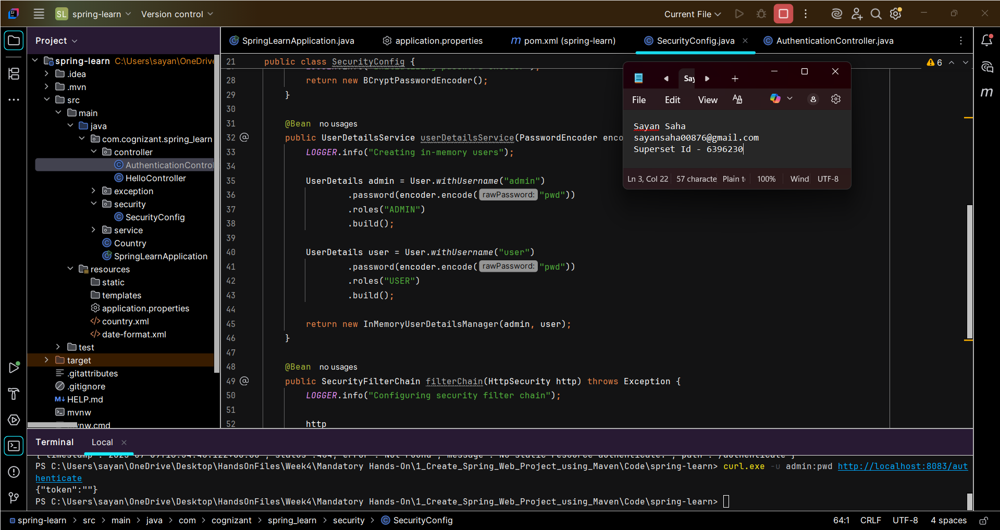 SL spring-learn Version control Current File
Project
SpringLearnApplication.java application.properties m pom.xml (spring-learn) SecurityConfig.java AuthenticationController.java
spring-learn C:\Users\sayan\OneDrive
.idea
.mvn
src
main
java
com.cognizant.spring_learn
controller
AuthenticationControl
HelloController
exception
security
SecurityConfig
service
Country
SpringLearnApplication
resources
static
templates
application.properties
country.xml
date-format.xml
test
target
.gitattributes
.gitignore
M↓ HELP.md
mvnw
mvnw.cmd
21 public class SecurityConfig {
6
28 return new BCryptPasswordEncoder();
29 }
30
31 @Bean no usages
32 public UserDetailsService userDetailsService(PasswordEncoder enco
33 LOGGER.info("Creating in-memory users");
34
35 UserDetails admin = User.withUsername("admin")
36 .password(encoder.encode( rawPassword: "pwd"))
37 .roles("ADMIN")
38 .build();
39
40 UserDetails user = User.withUsername("user")
41 .password(encoder.encode( rawPassword: "pwd"))
42 .roles("USER")
43 .build();
44
45 return new InMemoryUserDetailsManager(admin, user);
46 }
47
48 @Bean no usages
49 public SecurityFilterChain filterChain(HttpSecurity http) throws Exception {
50 LOGGER.info("Configuring security filter chain");
51
52 http
Say
File Edit View
Sayan Saha
sayansaha00876@gmail.com
Superset Id - 6396230
Ln 3, Col 22 57 characte Plain t 100% Wind UTF-8
m
Terminal Local
PS C:\Users\sayan\OneDrive\Desktop\HandsOnFiles\Week4\Mandatory Hands-On\1_Create_Spring_Web_Project_using_Maven\Code\spring-learn> curl.exe -u admin:pwd http://localhost:8083/aut
henticate
{"token":""}
PS C:\Users\sayan\OneDrive\Desktop\HandsOnFiles\Week4\Mandatory Hands-On\1_Create_Spring_Web_Project_using_Maven\Code\spring-learn>
spring-learn > src > main > java > com > cognizant > spring_learn > security > SecurityConfig
64:1 CRLF UTF-8 4 spaces